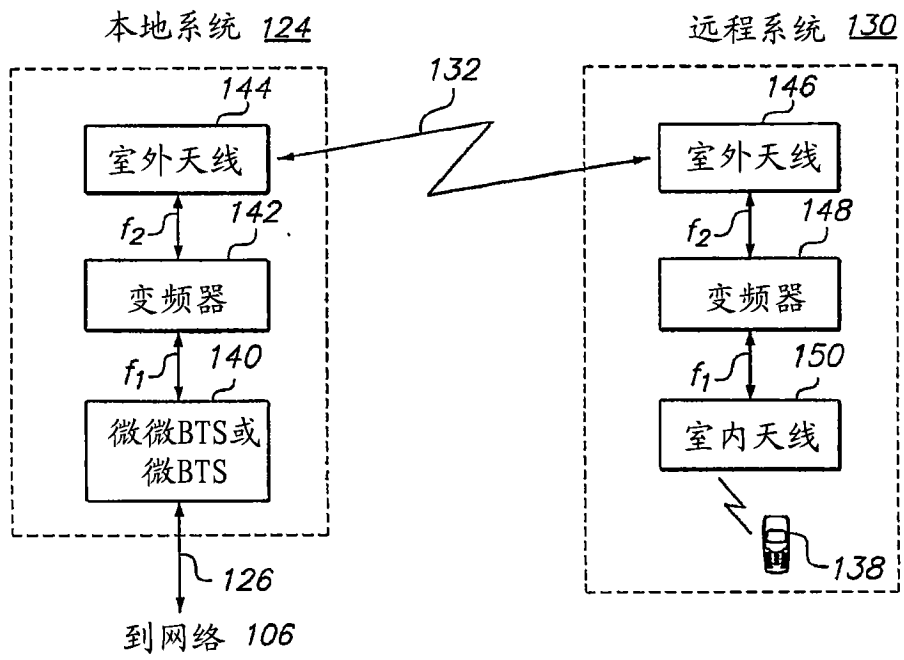 本地系统 124
远程系统 130
132
144
室外天线
f2
142
变频器
f1
140
微微BTS或
微BTS
126
到网络 106
146
室外天线
f2
148
变频器
f1
150
室内天线
138